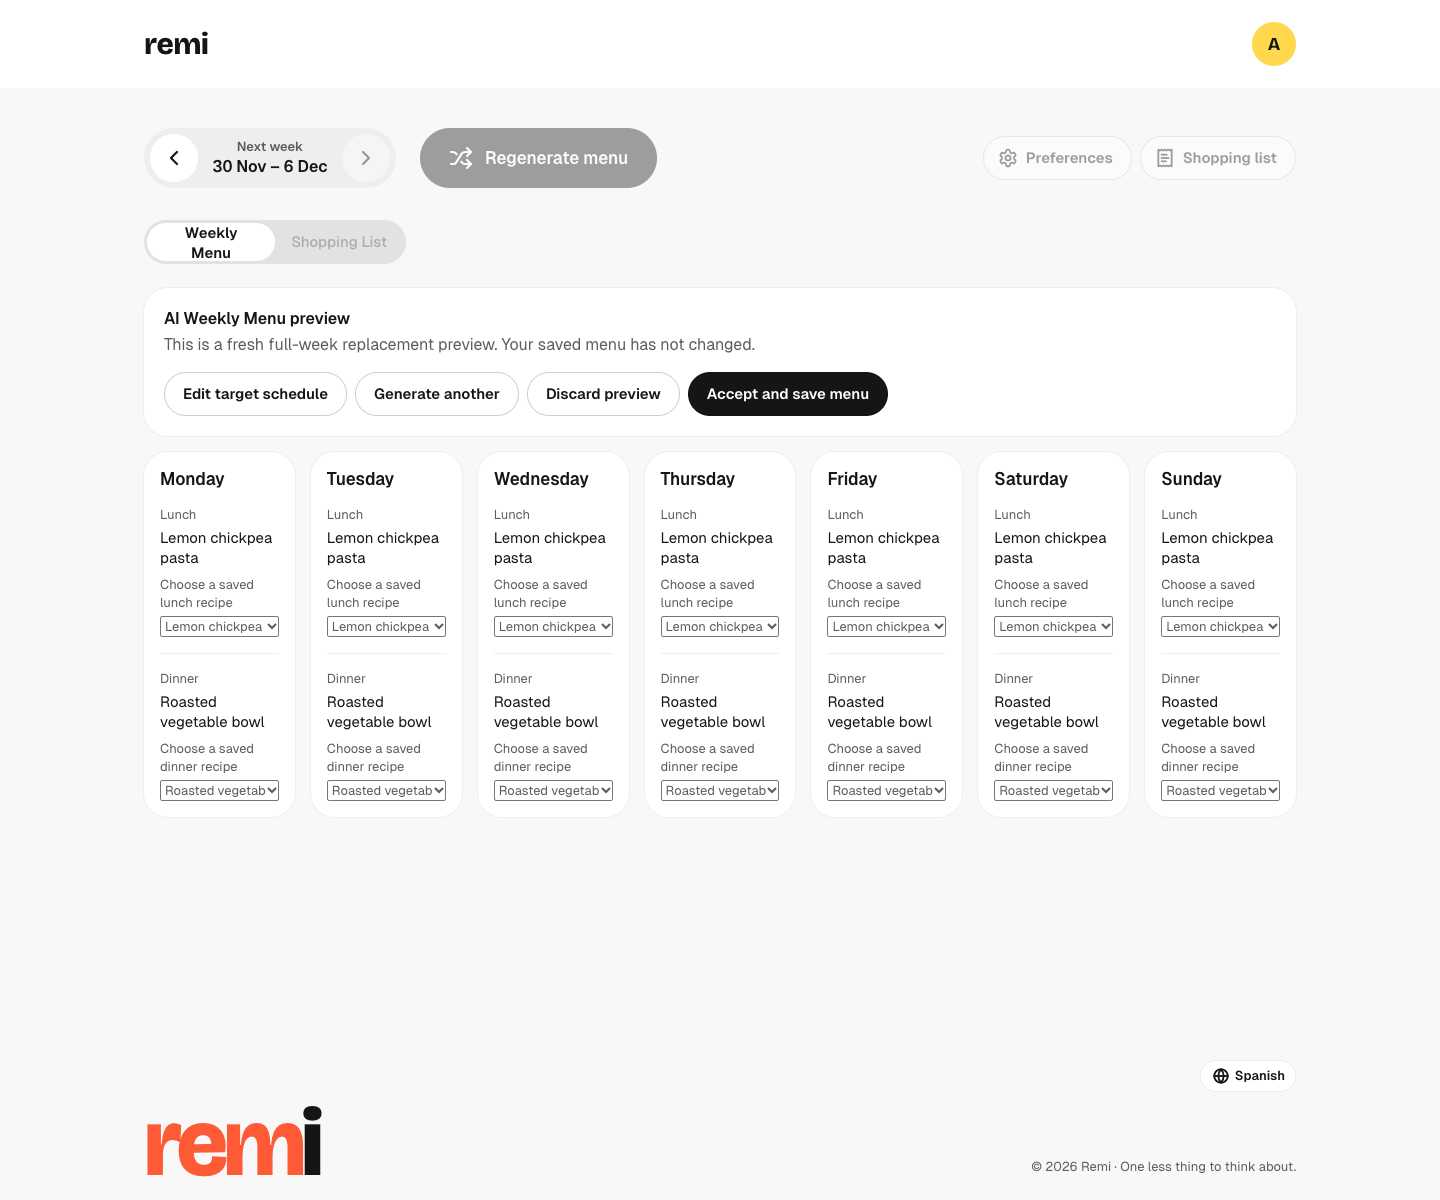 remi
A
Next week
30 Nov – 6 Dec
Regenerate menu
Preferences
Shopping list
Weekly
Menu
Shopping List
AI Weekly Menu preview
This is a fresh full-week replacement preview. Your saved menu has not changed.
Edit target schedule
Generate another
Discard preview
Accept and save menu
Monday
Lunch
Lemon chickpea
pasta
Choose a saved
lunch recipe
Lemon chickpea
Dinner
Roasted
vegetable bowl
Choose a saved
dinner recipe
Roasted vegetab
Tuesday
Lunch
Lemon chickpea
pasta
Choose a saved
lunch recipe
Lemon chickpea
Dinner
Roasted
vegetable bowl
Choose a saved
dinner recipe
Roasted vegetab
Wednesday
Lunch
Lemon chickpea
pasta
Choose a saved
lunch recipe
Lemon chickpea
Dinner
Roasted
vegetable bowl
Choose a saved
dinner recipe
Roasted vegetab
Thursday
Lunch
Lemon chickpea
pasta
Choose a saved
lunch recipe
Lemon chickpea
Dinner
Roasted
vegetable bowl
Choose a saved
dinner recipe
Roasted vegetab
Friday
Lunch
Lemon chickpea
pasta
Choose a saved
lunch recipe
Lemon chickpea
Dinner
Roasted
vegetable bowl
Choose a saved
dinner recipe
Roasted vegetab
Saturday
Lunch
Lemon chickpea
pasta
Choose a saved
lunch recipe
Lemon chickpea
Dinner
Roasted
vegetable bowl
Choose a saved
dinner recipe
Roasted vegetab
Sunday
Lunch
Lemon chickpea
pasta
Choose a saved
lunch recipe
Lemon chickpea
Dinner
Roasted
vegetable bowl
Choose a saved
dinner recipe
Roasted vegetab
Spanish
remi
© 2026 Remi · One less thing to think about.